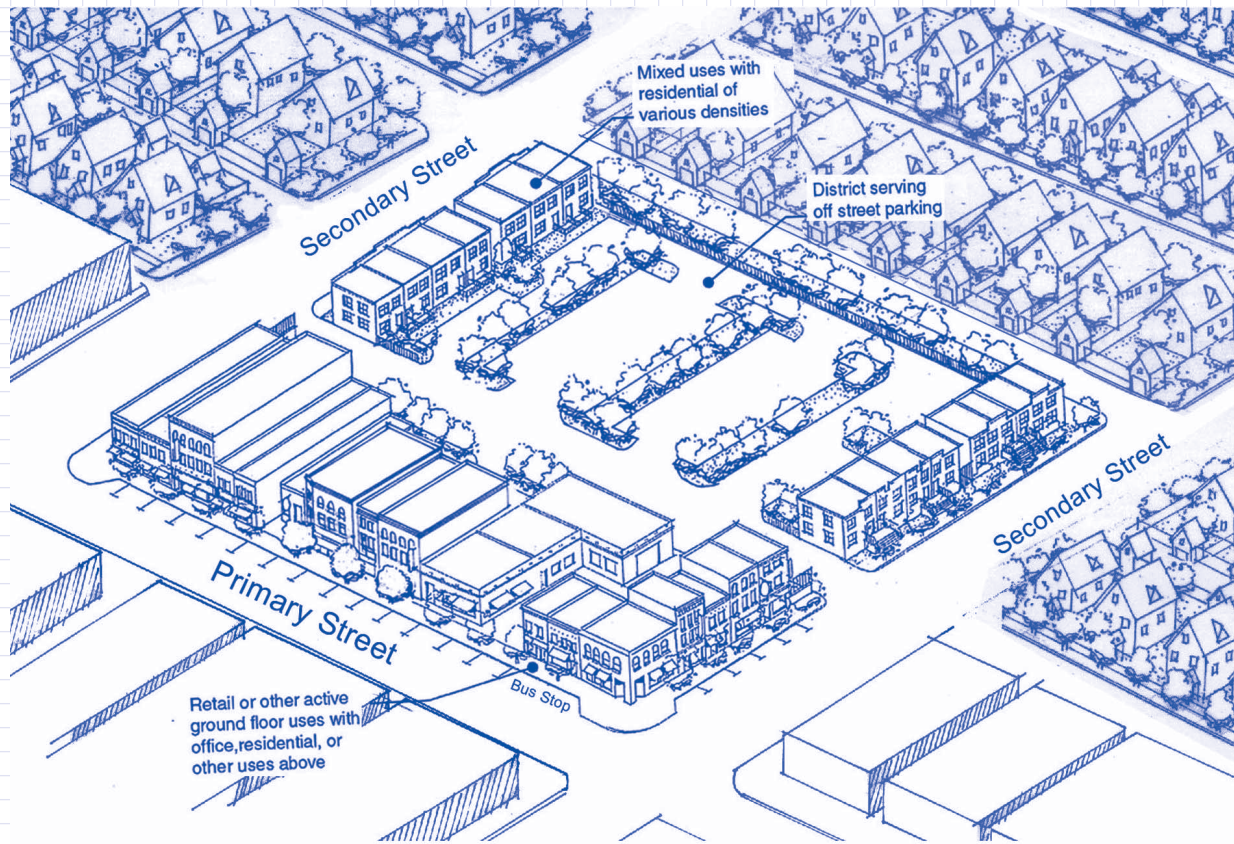 Mixed uses with
residential of
various densities
District serving
off street parking
Secondary Street
Secondary Street
Primary Street
Bus Stop
Retail or other active
ground floor uses with
office,residential, or
other uses above